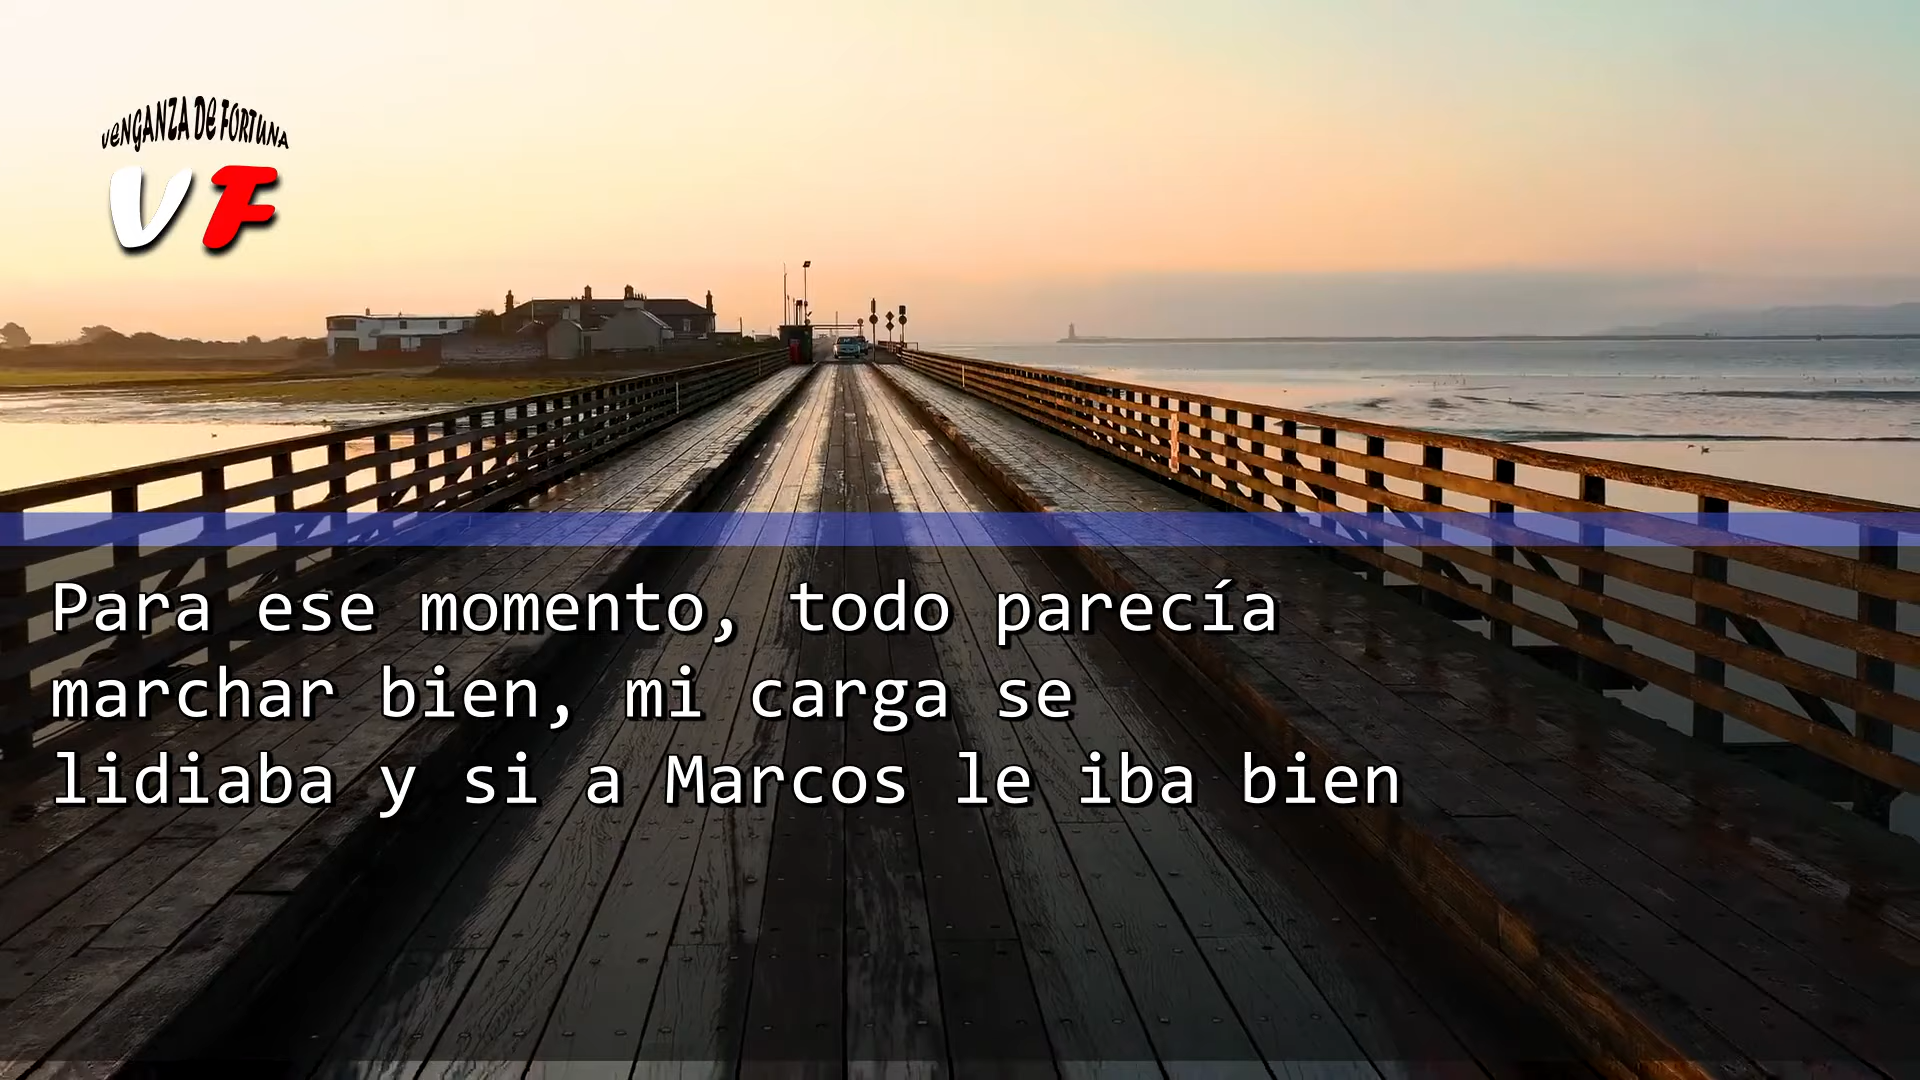 VENGANZA DE FORTUNA
VF
Para ese momento, todo parecía
marchar bien, mi carga se
lidiaba y si a Marcos le iba bien